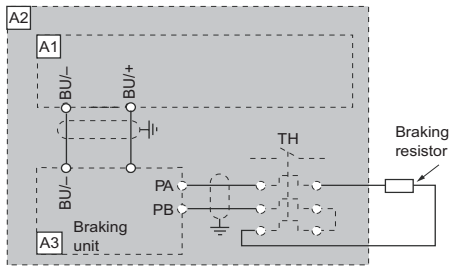 A2
A1
BU/–
BU/+
TH
Braking
resistor
PA
PB
BU/–
Braking
unit
A3